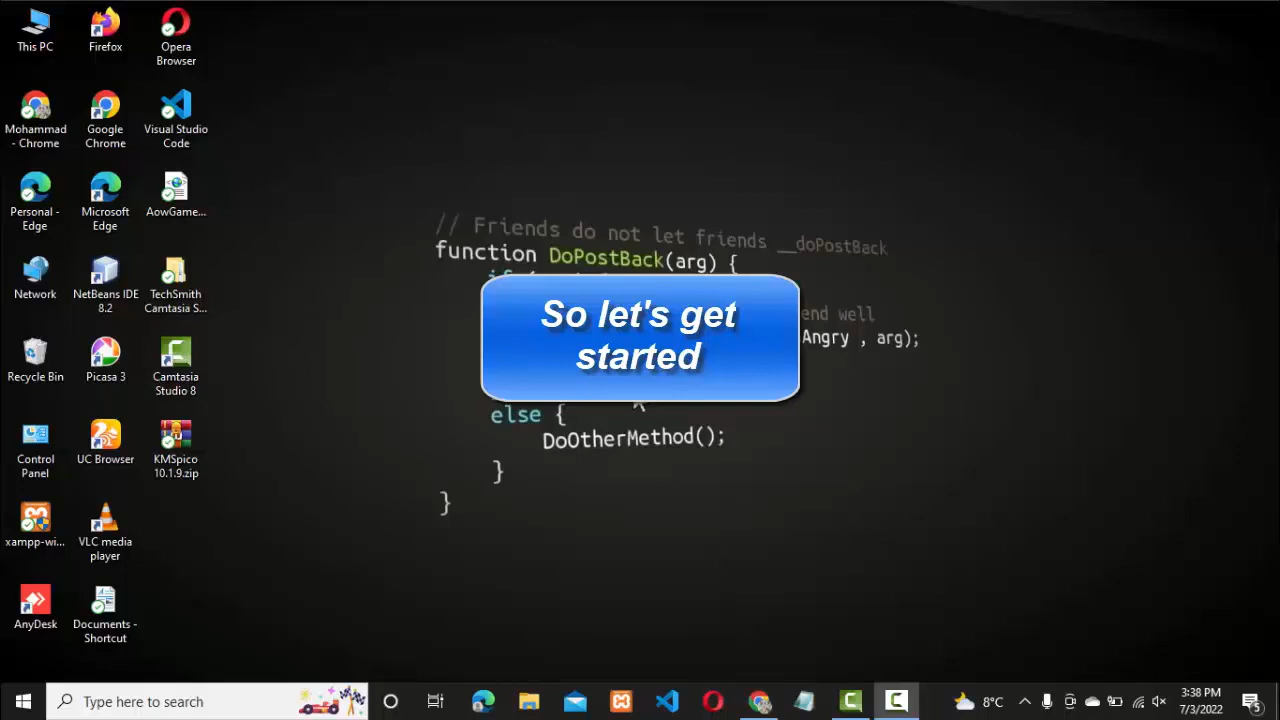 This PC
Firefox
Opera
Browser
Mohammad
- Chrome
Google
Chrome
Visual Studio
Code
Personal -
Edge
Microsoft
Edge
AowGame...
Network
NetBeans IDE
8.2
TechSmith
Camtasia S...
Recycle Bin
Picasa 3
Camtasia
Studio 8
Control
Panel
UC Browser
KMSpico
10.1.9.zip
xampp-wi...
VLC media
player
AnyDesk
Documents -
Shortcut
// Friends do not let friends __doPostBack
function DoPostBack(arg) {
end well
Angry , arg);
else {
DoOtherMethod();
}
}
So let's get
started
Type here to search
8°C
3:38 PM
7/3/2022
5